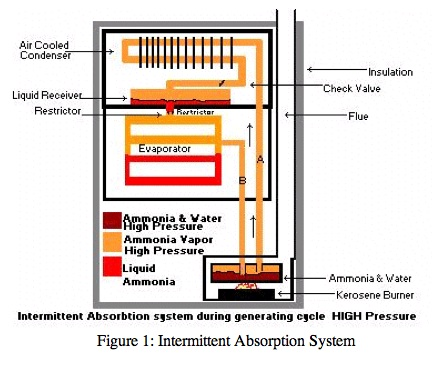 Air Cooled
Condenser
Insulation
Check Valve
Liquid Receiver
Restrictor
Restrictor
Flue
Evaporator
A
B
Ammonia & Water
High Pressure
Ammonia Vapor
High Pressure
Liquid
Ammonia
Ammonia & Water
Kerosene Burner
Intermittent Absorbtion system during generating cycle HIGH Pressure
Figure 1: Intermittent Absorption System